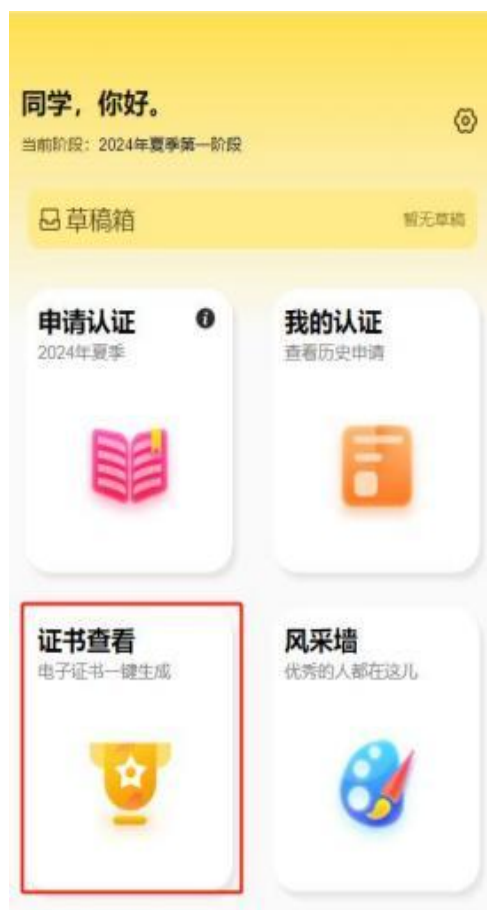 同学，你好。
当前阶段：2024年夏季第一阶段
草稿箱
暂无草稿
申请认证
2024年夏季
我的认证
查看历史申请
证书查看
电子证书一键生成
风采墙
优秀的人都在这儿